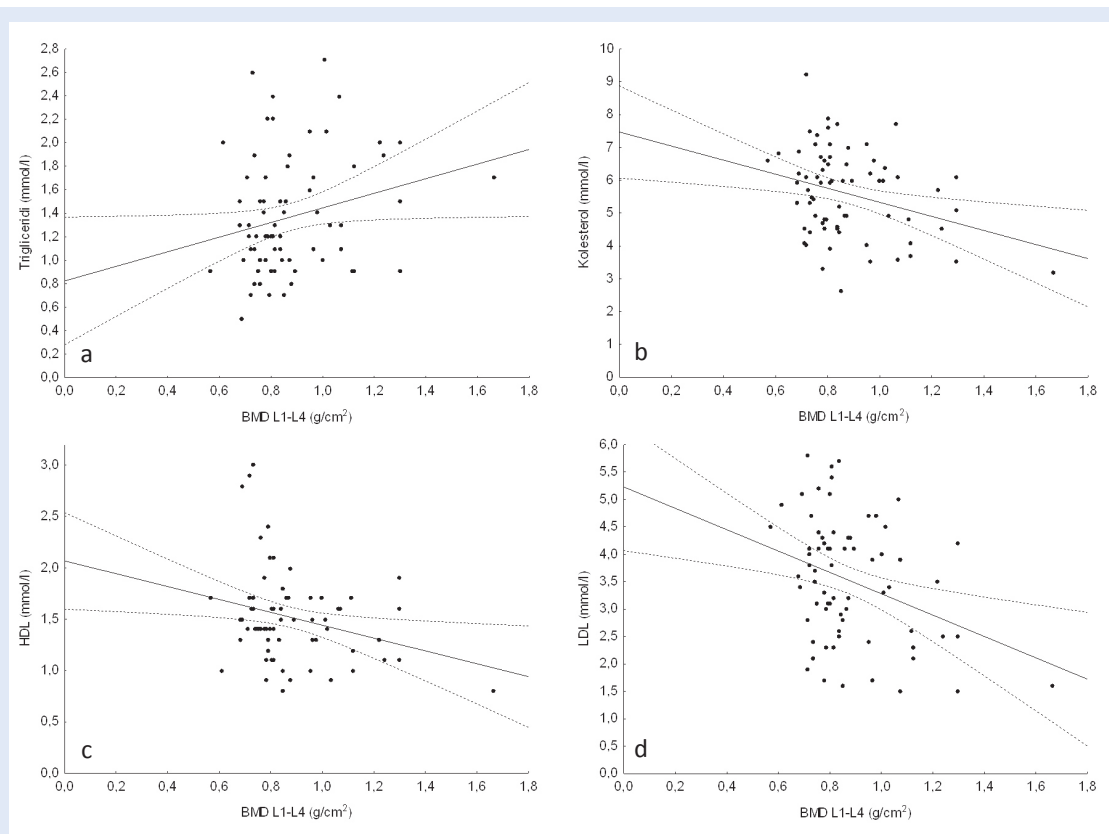 2,8
2,6
2,4
2,2
2,0
1,8
1,6
1,4
1,2
1,0
0,8
0,6
0,4
0,2
0,0
Trigliceridi (mmol/l)
a
0,0 0,2 0,4 0,6 0,8 1,0 1,2 1,4 1,6 1,8
BMD L1-L4 (g/cm²)
10
9
8
7
6
5
4
3
2
1
0
Kolesterol (mmol/l)
b
0,0 0,2 0,4 0,6 0,8 1,0 1,2 1,4 1,6 1,8
BMD L1-L4 (g/cm²)
3,0
2,5
2,0
1,5
1,0
0,5
0,0
HDL (mmol/l)
c
0,0 0,2 0,4 0,6 0,8 1,0 1,2 1,4 1,6 1,8
BMD L1-L4 (g/cm²)
6,0
5,5
5,0
4,5
4,0
3,5
3,0
2,5
2,0
1,5
1,0
0,5
0,0
LDL (mmol/l)
d
0,0 0,2 0,4 0,6 0,8 1,0 1,2 1,4 1,6 1,8
BMD L1-L4 (g/cm²)